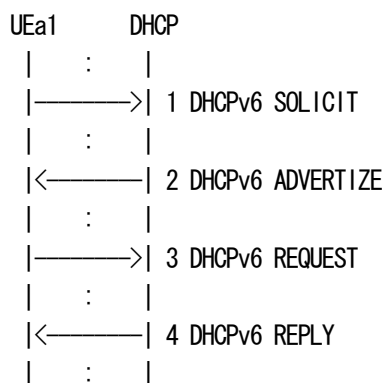 UEa1 DHCP
| : |
|-------->| 1 DHCPv6 SOLICIT
| : |
|<--------| 2 DHCPv6 ADVERTIZE
| : |
|-------->| 3 DHCPv6 REQUEST
| : |
|<--------| 4 DHCPv6 REPLY
| : |